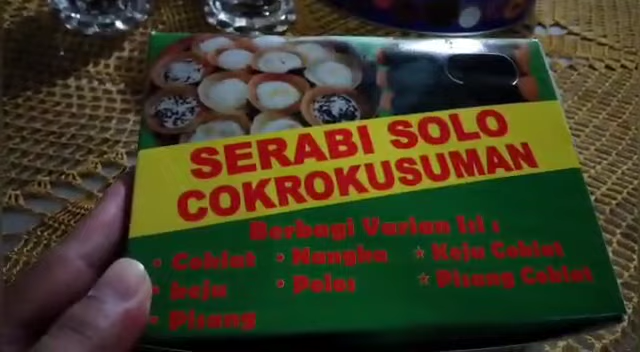 SERABI SOLO
COKROKUSUMAN
Berbagi Varian Isi :
• Coklat • Nangka ☆ Keju Coklat
• keju • Polos ☆ Pisang Coklat
• Pisang